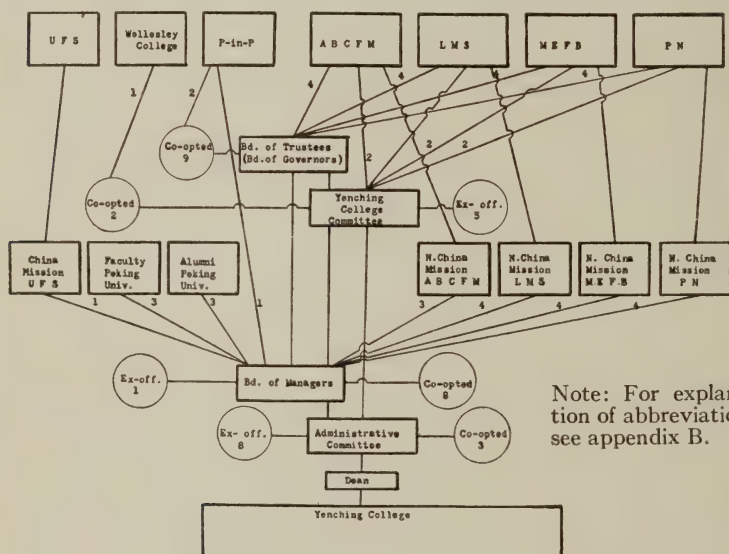 U F S
Wellesley
College
P-in-P
A B C F M
L M S
M E F B
P N
1
2
4
4
4
Co-opted
9
Bd. of Trustees
(Bd. of Governors)
2
2
2
Co-opted
2
Yenching
College
Committee
Ex-off.
5
China
Mission
U F S
Faculty
Peking
Univ.
Alumni
Peking
Univ.
N.China
Mission
A B C F M
N.China
Mission
L M S
N. China
Mission
M.E F.B
N. China
Mission
P N
1
3
3
1
3
4
4
4
Ex-off.
1
Bd. of Managers
Co-opted
8
Note: For explan
tion of abbreviatio
see appendix B.
Ex- off.
8
Administrative
Committee
Co-opted
3
Dean
Yenching College